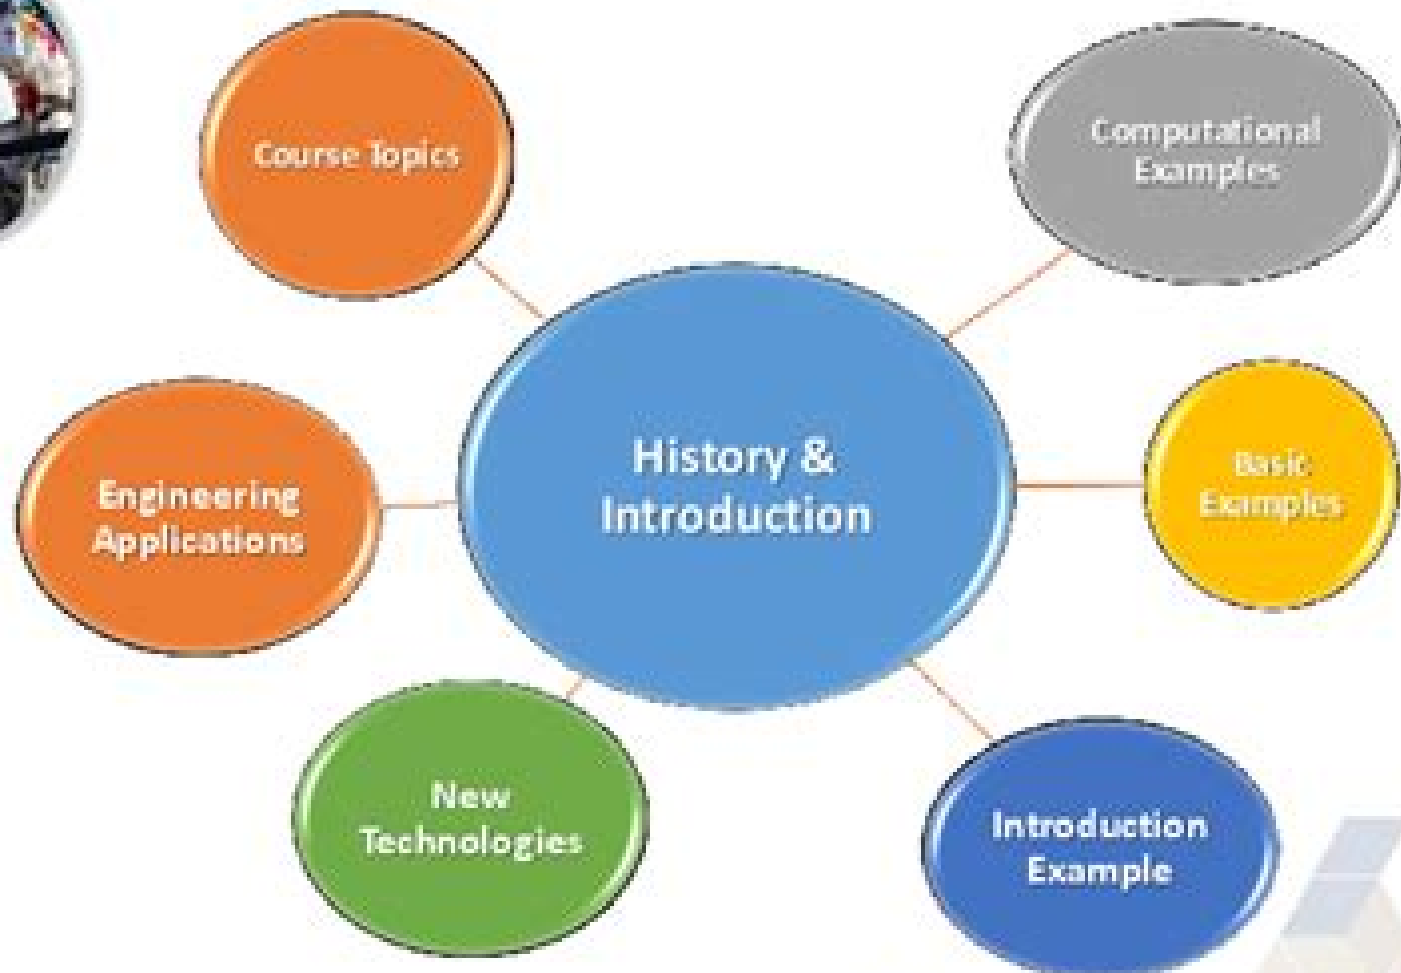 Course Topics
Computational
Examples
History &
Introduction
Basic
Examples
Engineering
Applications
New
Technologies
Introduction
Example